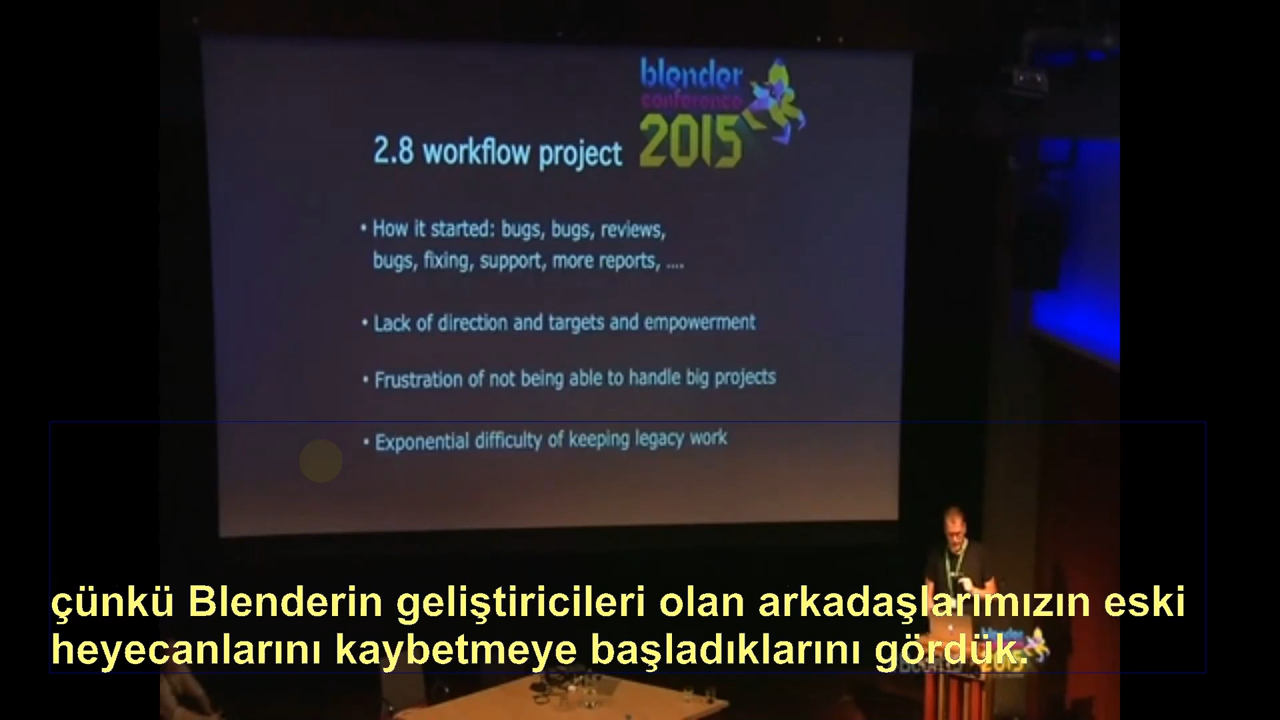 blender
conference
2015
2.8 workflow project
• How it started: bugs, bugs, reviews,
bugs, fixing, support, more reports, ....
• Lack of direction and targets and empowerment
• Frustration of not being able to handle big projects
• Exponential difficulty of keeping legacy work
çünkü Blenderin geliştiricileri olan arkadaşlarımızın eski
heyecanlarını kaybetmeye başladıklarını gördük.